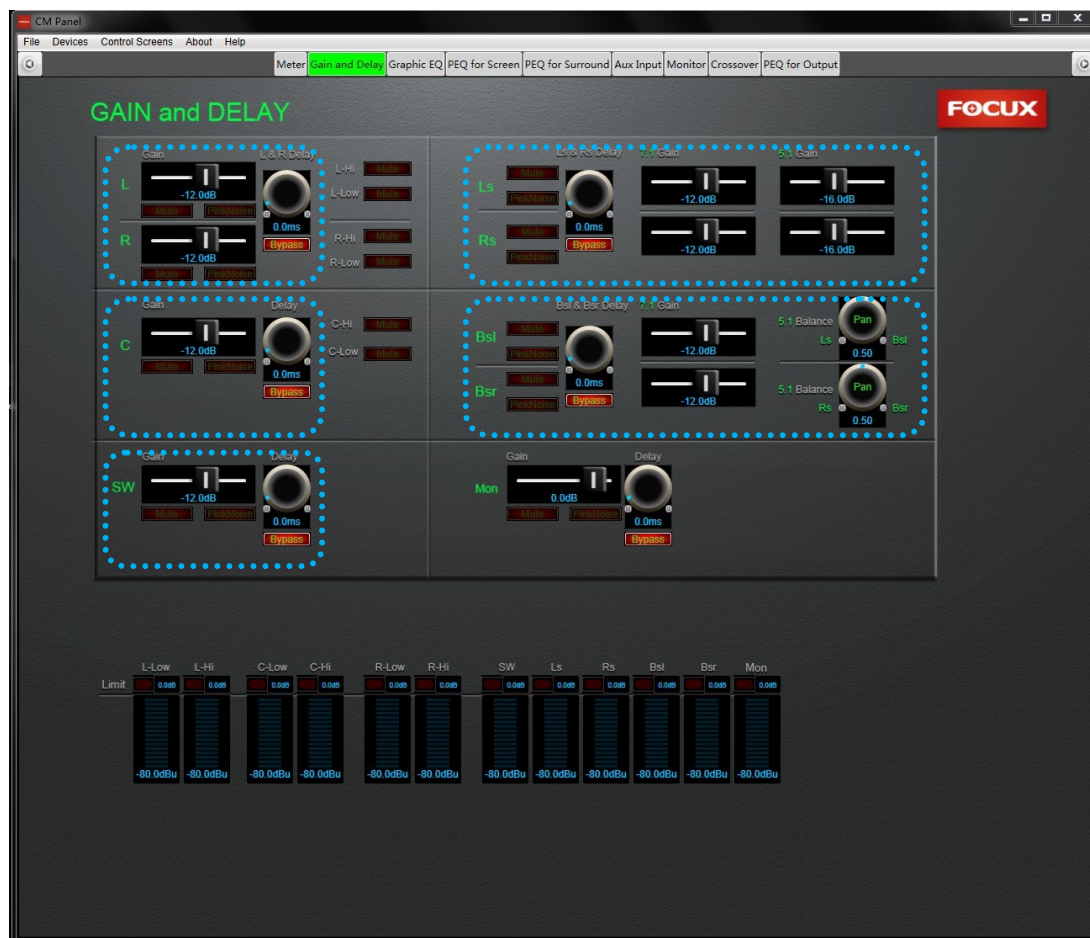 CM Panel
File Devices Control Screens About Help
Meter Gain and Delay Graphic EQ PEQ for Screen PEQ for Surround Aux Input Monitor Crossover PEQ for Output
GAIN and DELAY
FOCUX
Gain L & R Delay
L
-12.0dB
Mute PinkNoise
0.0ms
Bypass
R
-12.0dB
Mute PinkNoise
L-Hi Mute
L-Low Mute
R-Hi Mute
R-Low Mute
Ls & Rs Delay 7.1 Gain 5.1 Gain
Ls
Mute
PinkNoise
Rs
Mute
PinkNoise
0.0ms
Bypass
-12.0dB -16.0dB
-12.0dB -16.0dB
Gain Delay
C
-12.0dB
Mute PinkNoise
0.0ms
Bypass
C-Hi Mute
C-Low Mute
Bsl & Bsr Delay 7.1 Gain
Bsl
Mute
PinkNoise
Bsr
Mute
PinkNoise
0.0ms
Bypass
-12.0dB
-12.0dB
5.1 Balance
Pan
Ls Bsl
0.50
5.1 Balance
Pan
Rs Bsr
0.50
Gain Delay
SW
-12.0dB
Mute PinkNoise
0.0ms
Bypass
Gain Delay
Mon
0.0dB
Mute PinkNoise
0.0ms
Bypass
L-Low L-Hi C-Low C-Hi R-Low R-Hi SW Ls Rs Bsl Bsr Mon
Limit 0.0dB 0.0dB 0.0dB 0.0dB 0.0dB 0.0dB 0.0dB 0.0dB 0.0dB 0.0dB 0.0dB 0.0dB
-80.0dBu -80.0dBu -80.0dBu -80.0dBu -80.0dBu -80.0dBu -80.0dBu -80.0dBu -80.0dBu -80.0dBu -80.0dBu -80.0dBu